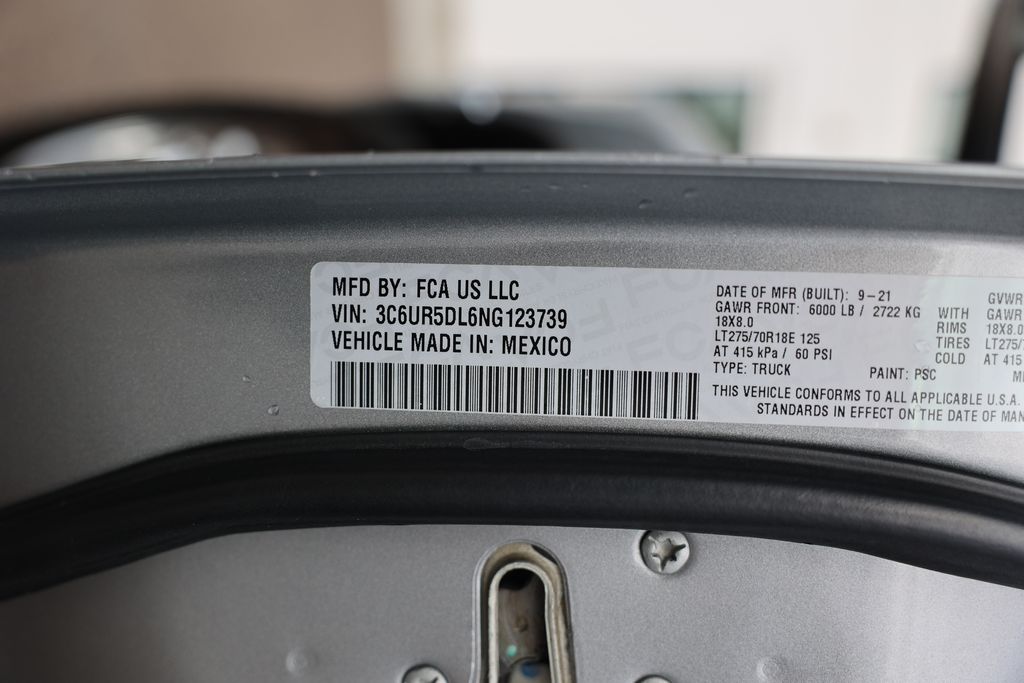 MFD BY: FCA US LLC
VIN: 3C6UR5DL6NG123739
VEHICLE MADE IN: MEXICO
DATE OF MFR (BUILT): 9-21
GAWR FRONT: 6000 LB / 2722 KG
18X8.0
LT275/70R18E 125
AT 415 kPa / 60 PSI
TYPE: TRUCK
PAINT: PSC
WITH
RIMS
TIRES
COLD
GVWR
GAWR
18X8.0
LT275/
AT 415
THIS VEHICLE CONFORMS TO ALL APPLICABLE U.S.A.
STANDARDS IN EFFECT ON THE DATE OF MAN